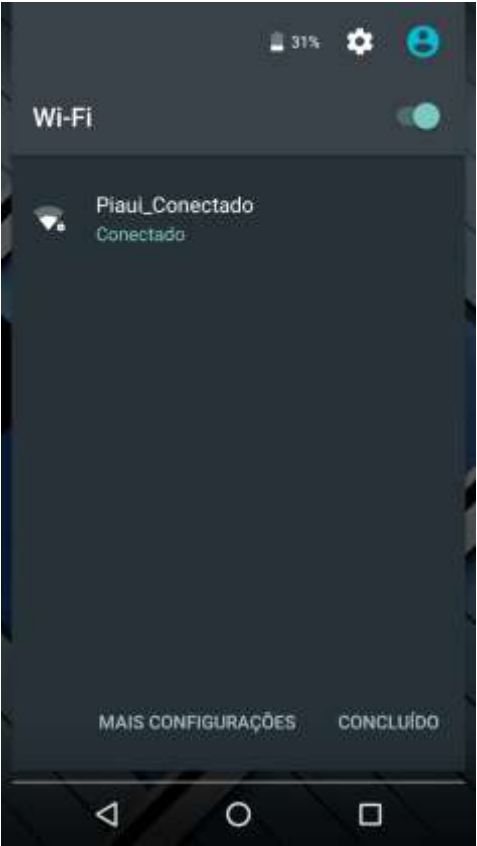 31%
Wi-Fi
Piaui_Conectado
Conectado
MAIS CONFIGURAÇÕES CONCLUÍDO